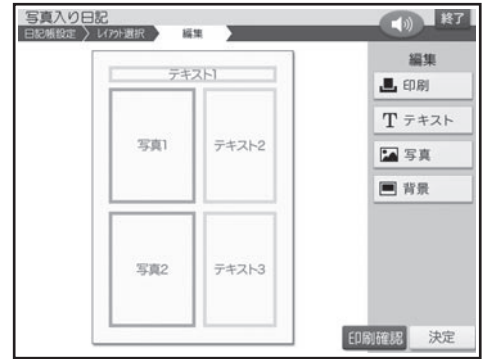 写真入り日記
終了
日記帳設定 レイアウト選択 編集
編集
テキスト1
印刷
テキスト
写真1 テキスト2
写真
背景
写真2 テキスト3
印刷確認 決定